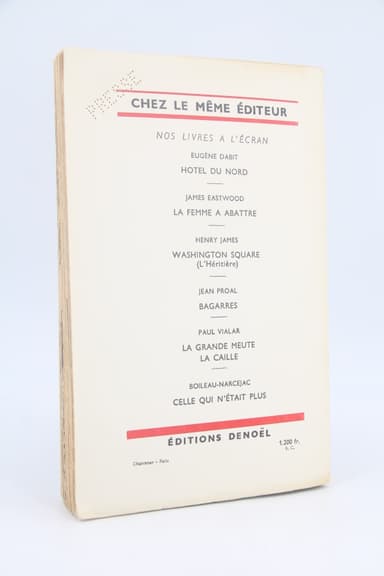 PRESSE
CHEZ LE MÊME ÉDITEUR
NOS LIVRES A L'ÉCRAN
EUGÈNE DABIT
HOTEL DU NORD
JAMES EASTWOOD
LA FEMME A ABATTRE
HENRY JAMES
WASHINGTON SQUARE
(L'Héritière)
JEAN PROAL
BAGARRES
PAUL VIALAR
LA GRANDE MEUTE
LA CAILLE
BOILEAU-NARCEJAC
CELLE QUI N'ÉTAIT PLUS
ÉDITIONS DENOËL
1.200 fr.
Chantenay - Paris